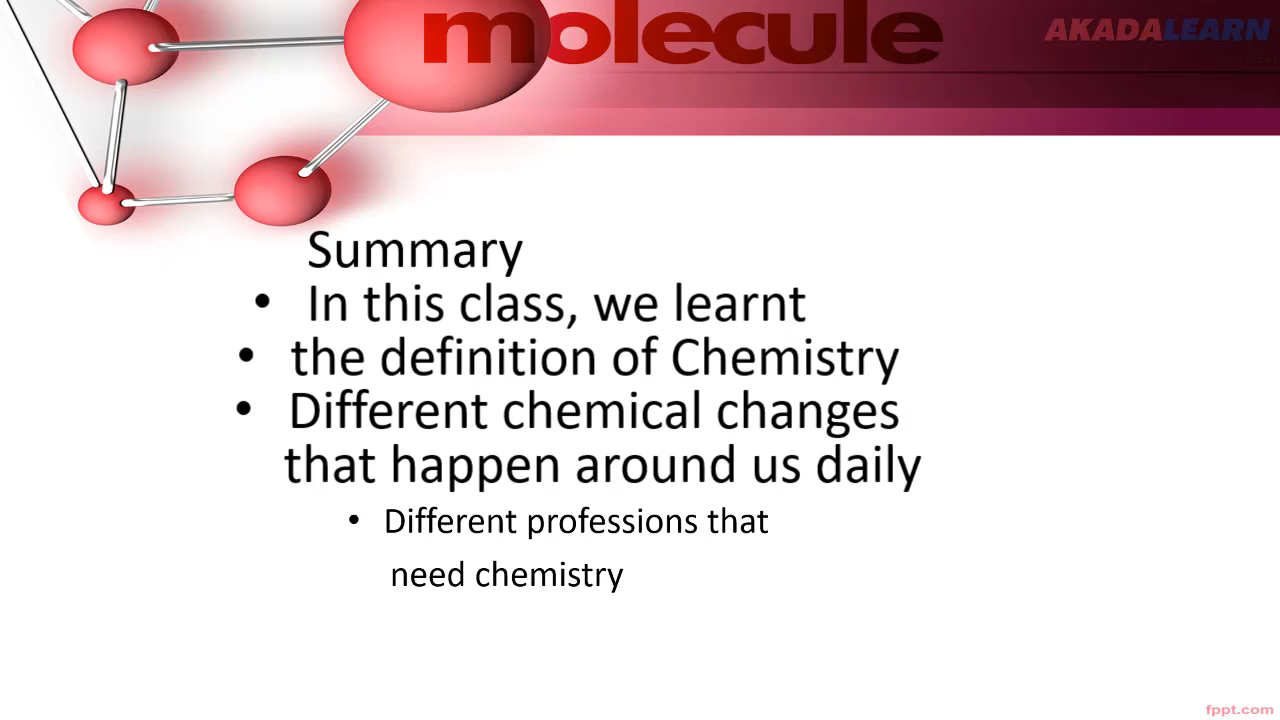 molecule
AKADALEARN
Summary
• In this class, we learnt
• the definition of Chemistry
• Different chemical changes
that happen around us daily
• Different professions that
need chemistry
fppt.com